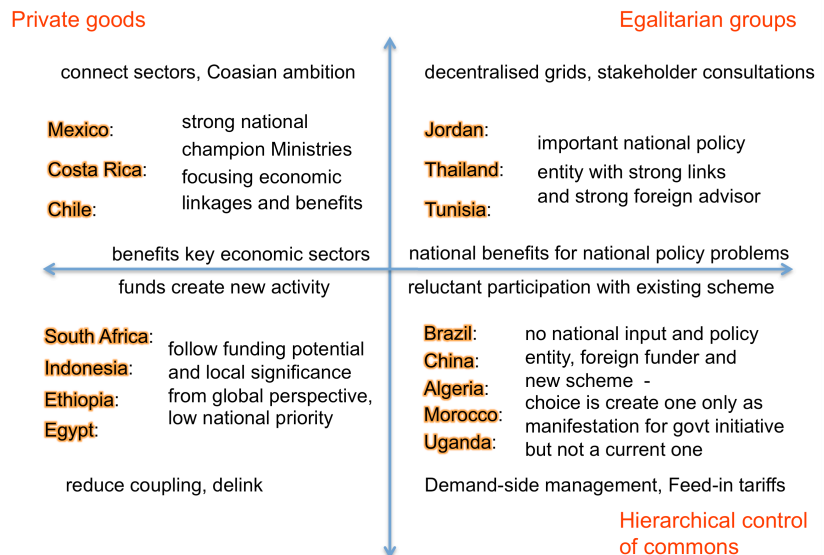 Private goods
Egalitarian groups
connect sectors, Coasian ambition
decentralised grids, stakeholder consultations
Mexico:
Costa Rica:
Chile:
strong national
champion Ministries
focusing economic
linkages and benefits
Jordan:
Thailand:
Tunisia:
important national policy
entity with strong links
and strong foreign advisor
benefits key economic sectors
national benefits for national policy problems
funds create new activity
reluctant participation with existing scheme
South Africa:
Indonesia:
Ethiopia:
Egypt:
follow funding potential
and local significance
from global perspective,
low national priority
Brazil:
China:
Algeria:
Morocco:
Uganda:
no national input and policy
entity, foreign funder and
new scheme -
choice is create one only as
manifestation for govt initiative
but not a current one
reduce coupling, delink
Demand-side management, Feed-in tariffs
Hierarchical control
of commons